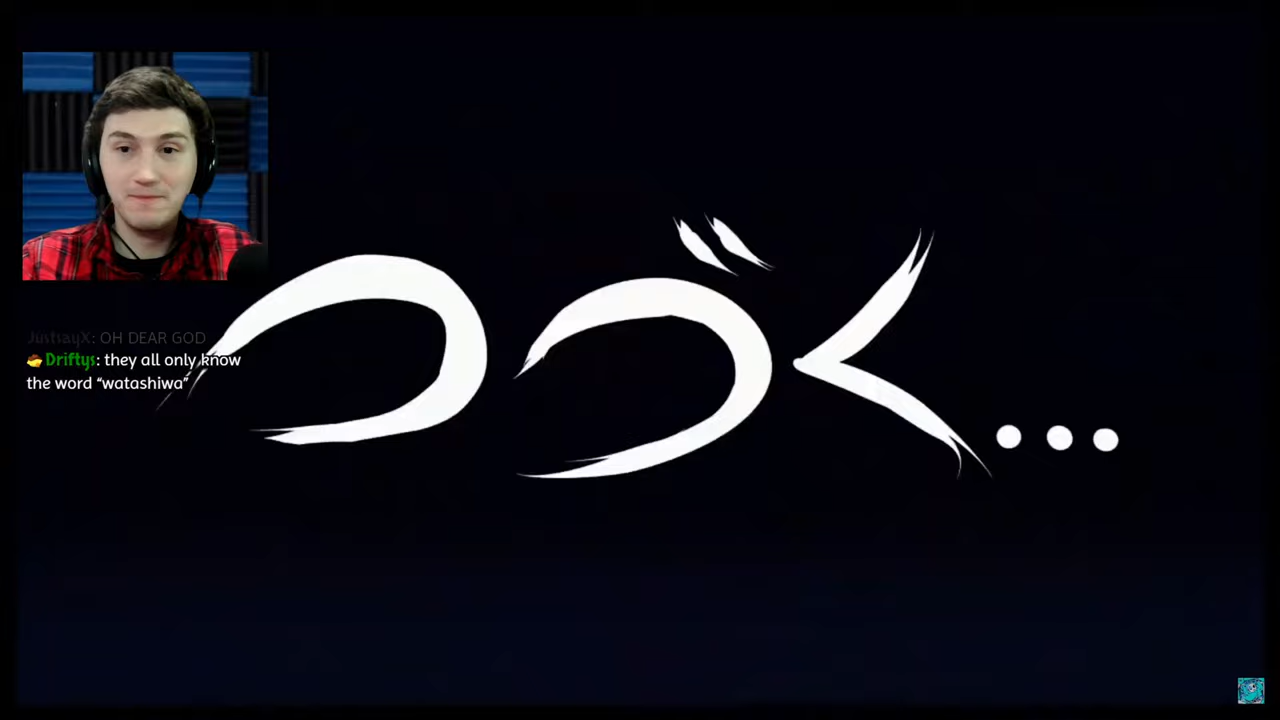 つづく...
JustsayX: OH DEAR GOD
Driftys: they all only know
the word “watashiwa”